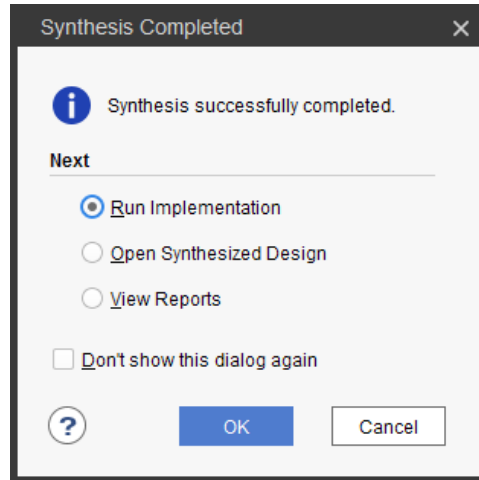 Synthesis Completed
Synthesis successfully completed.
Next
Run Implementation
Open Synthesized Design
View Reports
Don't show this dialog again
? OK Cancel